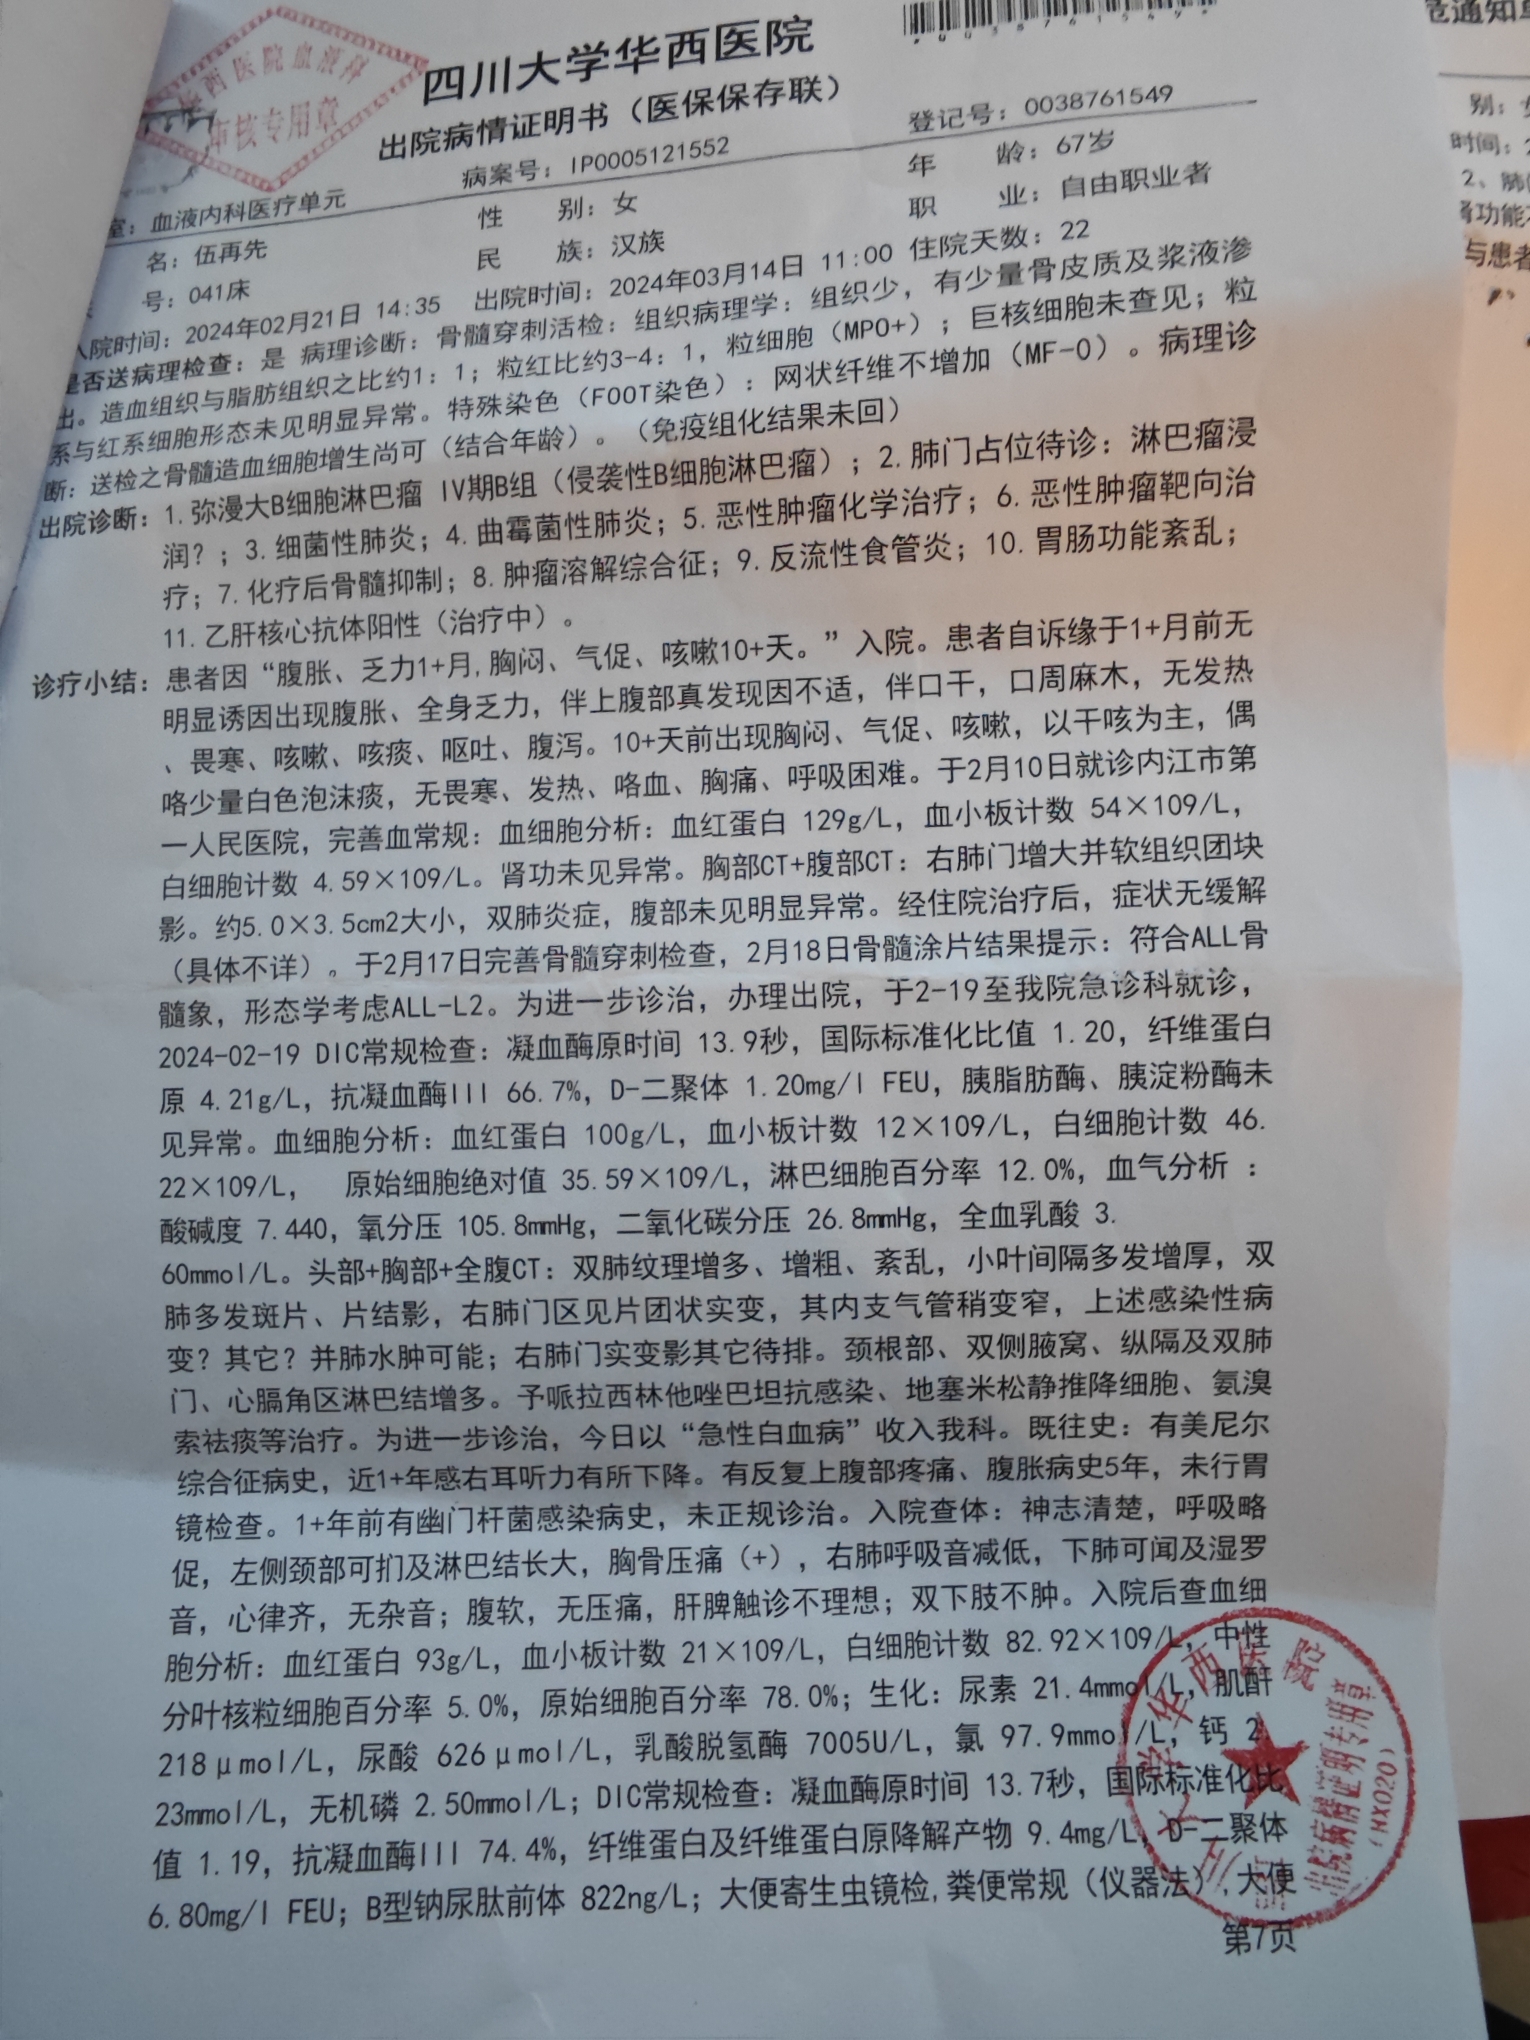 华西医院血液科
审核专用章
四川大学华西医院
出院病情证明书（医保保存联）
病案号：IP0005121552
登记号：0038761549
室：血液内科医疗单元
性 别：女
年 龄：67岁
名：伍再先
民 族：汉族
职 业：自由职业者
号：041床
入院时间：2024年02月21日 14:35 出院时间：2024年03月14日 11:00 住院天数：22
是否送病理检查：是 病理诊断：骨髓穿刺活检：组织病理学：组织少，有少量骨皮质及浆液渗
出。造血组织与脂肪组织之比约1：1；粒红比约3-4：1，粒细胞（MPO+）；巨核细胞未查见；粒
系与红系细胞形态未见明显异常。特殊染色（FOOT染色）：网状纤维不增加（MF-0）。病理诊
断：送检之骨髓造血细胞增生尚可（结合年龄）。（免疫组化结果未回）
出院诊断：1.弥漫大B细胞淋巴瘤 IV期B组（侵袭性B细胞淋巴瘤）；2.肺门占位待诊：淋巴瘤浸
润？；3.细菌性肺炎；4.曲霉菌性肺炎；5.恶性肿瘤化学治疗；6.恶性肿瘤靶向治
疗；7.化疗后骨髓抑制；8.肿瘤溶解综合征；9.反流性食管炎；10.胃肠功能紊乱；
11.乙肝核心抗体阳性（治疗中）。
诊疗小结：患者因“腹胀、乏力1+月,胸闷、气促、咳嗽10+天。”入院。患者自诉缘于1+月前无
明显诱因出现腹胀、全身乏力，伴上腹部真发现因不适，伴口干，口周麻木，无发热
、畏寒、咳嗽、咳痰、呕吐、腹泻。10+天前出现胸闷、气促、咳嗽，以干咳为主，偶
咯少量白色泡沫痰，无畏寒、发热、咯血、胸痛、呼吸困难。于2月10日就诊内江市第
一人民医院，完善血常规：血细胞分析：血红蛋白 129g/L，血小板计数 54×109/L，
白细胞计数 4.59×109/L。肾功未见异常。胸部CT+腹部CT：右肺门增大并软组织团块
影。约5.0×3.5cm2大小，双肺炎症，腹部未见明显异常。经住院治疗后，症状无缓解
（具体不详）。于2月17日完善骨髓穿刺检查，2月18日骨髓涂片结果提示：符合ALL骨
髓象，形态学考虑ALL-L2。为进一步诊治，办理出院，于2-19至我院急诊科就诊，
2024-02-19 DIC常规检查：凝血酶原时间 13.9秒，国际标准化比值 1.20，纤维蛋白
原 4.21g/L，抗凝血酶III 66.7%，D-二聚体 1.20mg/l FEU，胰脂肪酶、胰淀粉酶未
见异常。血细胞分析：血红蛋白 100g/L，血小板计数 12×109/L，白细胞计数 46.
22×109/L， 原始细胞绝对值 35.59×109/L，淋巴细胞百分率 12.0%，血气分析 ：
酸碱度 7.440，氧分压 105.8mmHg，二氧化碳分压 26.8mmHg，全血乳酸 3.
60mmol/L。头部+胸部+全腹CT：双肺纹理增多、增粗、紊乱，小叶间隔多发增厚，双
肺多发斑片、片结影，右肺门区见片团状实变，其内支气管稍变窄，上述感染性病
变？其它？并肺水肿可能；右肺门实变影其它待排。颈根部、双侧腋窝、纵隔及双肺
门、心膈角区淋巴结增多。予哌拉西林他唑巴坦抗感染、地塞米松静推降细胞、氨溴
索祛痰等治疗。为进一步诊治，今日以“急性白血病”收入我科。既往史：有美尼尔
综合征病史，近1+年感右耳听力有所下降。有反复上腹部疼痛、腹胀病史5年，未行胃
镜检查。1+年前有幽门杆菌感染病史，未正规诊治。入院查体：神志清楚，呼吸略
促，左侧颈部可扪及淋巴结长大，胸骨压痛（+），右肺呼吸音减低，下肺可闻及湿罗
音，心律齐，无杂音；腹软，无压痛，肝脾触诊不理想；双下肢不肿。入院后查血细
胞分析：血红蛋白 93g/L，血小板计数 21×109/L，白细胞计数 82.92×109/L，中性
分叶核粒细胞百分率 5.0%，原始细胞百分率 78.0%；生化：尿素 21.4mmol/L，肌酐
218μmol/L，尿酸 626μmol/L，乳酸脱氢酶 7005U/L，氯 97.9mmol/L，钙 2.
23mmol/L，无机磷 2.50mmol/L；DIC常规检查：凝血酶原时间 13.7秒，国际标准化比
值 1.19，抗凝血酶III 74.4%，纤维蛋白及纤维蛋白原降解产物 9.4mg/L，D-二聚体
6.80mg/l FEU；B型钠尿肽前体 822ng/L；大便寄生虫镜检,粪便常规（仪器法）,大便
第7页
四川大学华西医院
出院病情证明专用章
（HX020）
危通知单
别：女
时间：2
2、肺
肾功能不
与患者